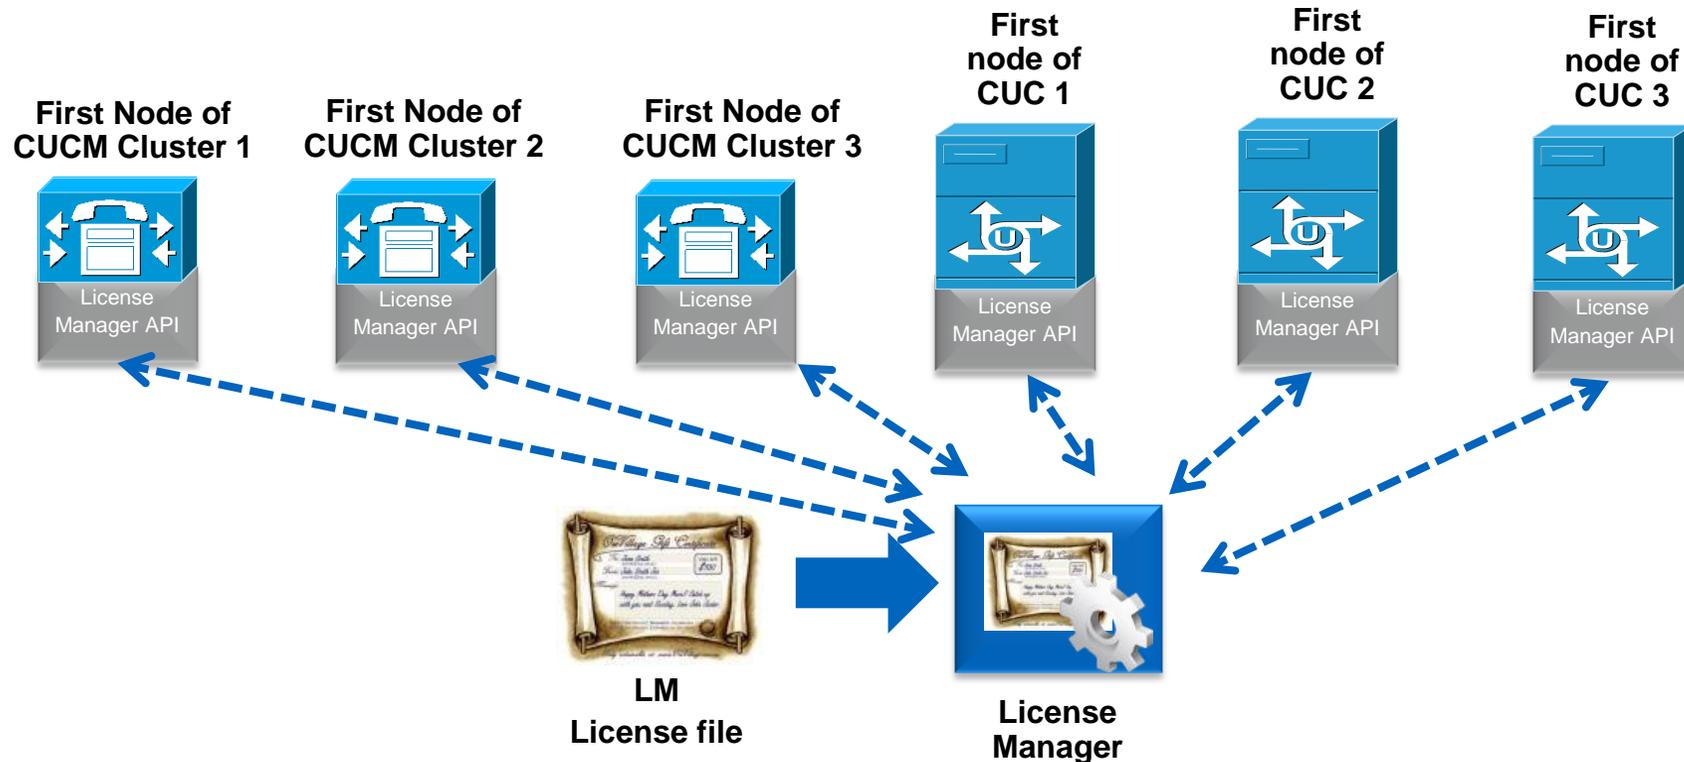 First Node of
CUCM Cluster 1
First Node of
CUCM Cluster 2
First Node of
CUCM Cluster 3
First
node of
CUC 1
First
node of
CUC 2
First
node of
CUC 3
License
Manager API
License
Manager API
License
Manager API
U
License
Manager API
U
License
Manager API
U
License
Manager API
Gift Certificate
LM
License file
License
Manager